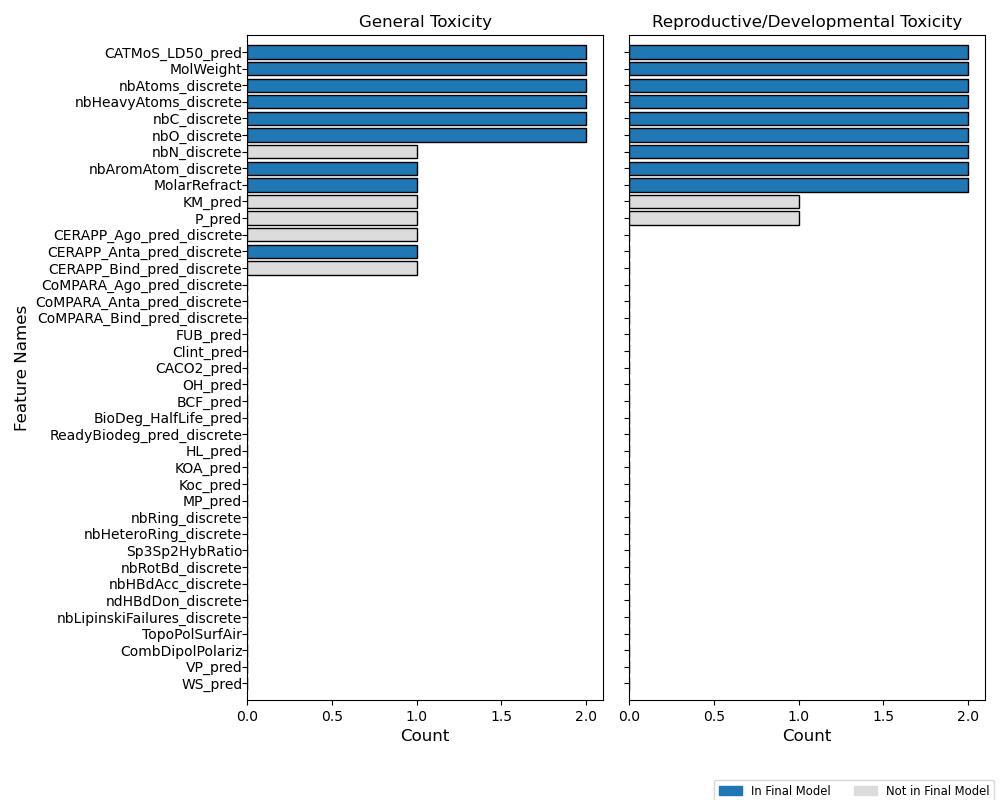 General Toxicity
Reproductive/Developmental Toxicity
Feature Names
CATMoS_LD50_pred
MolWeight
nbAtoms_discrete
nbHeavyAtoms_discrete
nbC_discrete
nbO_discrete
nbN_discrete
nbAromAtom_discrete
MolarRefract
KM_pred
P_pred
CERAPP_Ago_pred_discrete
CERAPP_Anta_pred_discrete
CERAPP_Bind_pred_discrete
CoMPARA_Ago_pred_discrete
CoMPARA_Anta_pred_discrete
CoMPARA_Bind_pred_discrete
FUB_pred
Clint_pred
CACO2_pred
OH_pred
BCF_pred
BioDeg_HalfLife_pred
ReadyBiodeg_pred_discrete
HL_pred
KOA_pred
Koc_pred
MP_pred
nbRing_discrete
nbHeteroRing_discrete
Sp3Sp2HybRatio
nbRotBd_discrete
nbHBdAcc_discrete
ndHBdDon_discrete
nbLipinskiFailures_discrete
TopoPolSurfAir
CombDipolPolariz
VP_pred
WS_pred
0.0 0.5 1.0 1.5 2.0
0.0 0.5 1.0 1.5 2.0
Count
Count
In Final Model
Not in Final Model